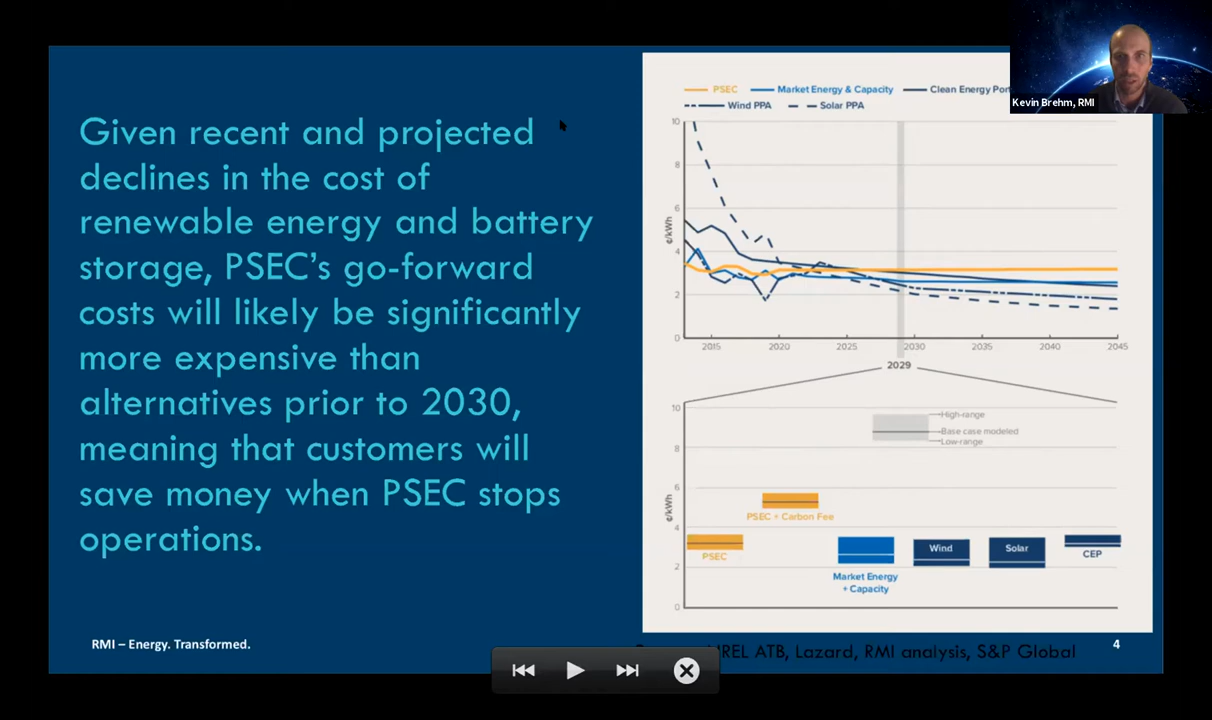 Given recent and projected
declines in the cost of
renewable energy and battery
storage, PSEC's go-forward
costs will likely be significantly
more expensive than
alternatives prior to 2030,
meaning that customers will
save money when PSEC stops
operations.
RMI – Energy. Transformed.
PSEC
Market Energy & Capacity
Clean Energy
Wind PPA
Solar PPA
Kevin Brehm, RMI
¢/kWh
10
8
6
4
2
0
2015
2020
2025
2030
2035
2040
2045
2029
¢/kWh
10
8
6
4
2
0
High-range
Base case modeled
Low-range
PSEC + Carbon Fee
PSEC
Market Energy
+ Capacity
Wind
Solar
CEP
NREL ATB, Lazard, RMI analysis, S&P Global
4